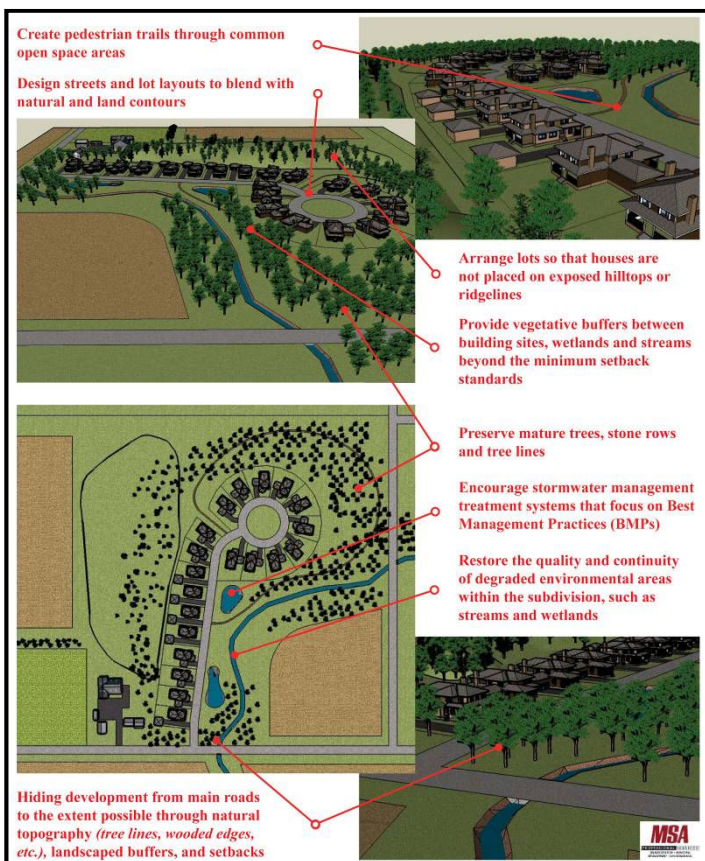 Create pedestrian trails through common
open space areas
Design streets and lot layouts to blend with
natural and land contours
Arrange lots so that houses are
not placed on exposed hilltops or
ridgelines
Provide vegetative buffers between
building sites, wetlands and streams
beyond the minimum setback
standards
Preserve mature trees, stone rows
and tree lines
Encourage stormwater management
treatment systems that focus on Best
Management Practices (BMPs)
Restore the quality and continuity
of degraded environmental areas
within the subdivision, such as
streams and wetlands
Hiding development from main roads
to the extent possible through natural
topography (tree lines, wooded edges,
etc.), landscaped buffers, and setbacks
MSA
PROFESSIONAL SERVICES